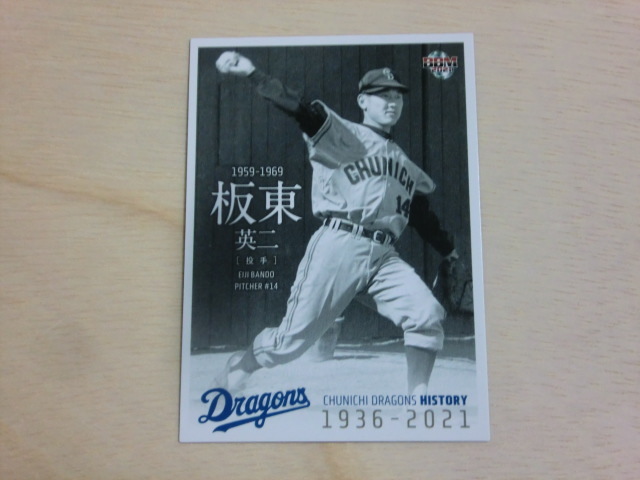 BBM
CHUNICHI
14
1959-1969
板東
英二
[投手]
EIJI BANDO
PITCHER #14
Dragons
CHUNICHI DRAGONS HISTORY
1936-2021